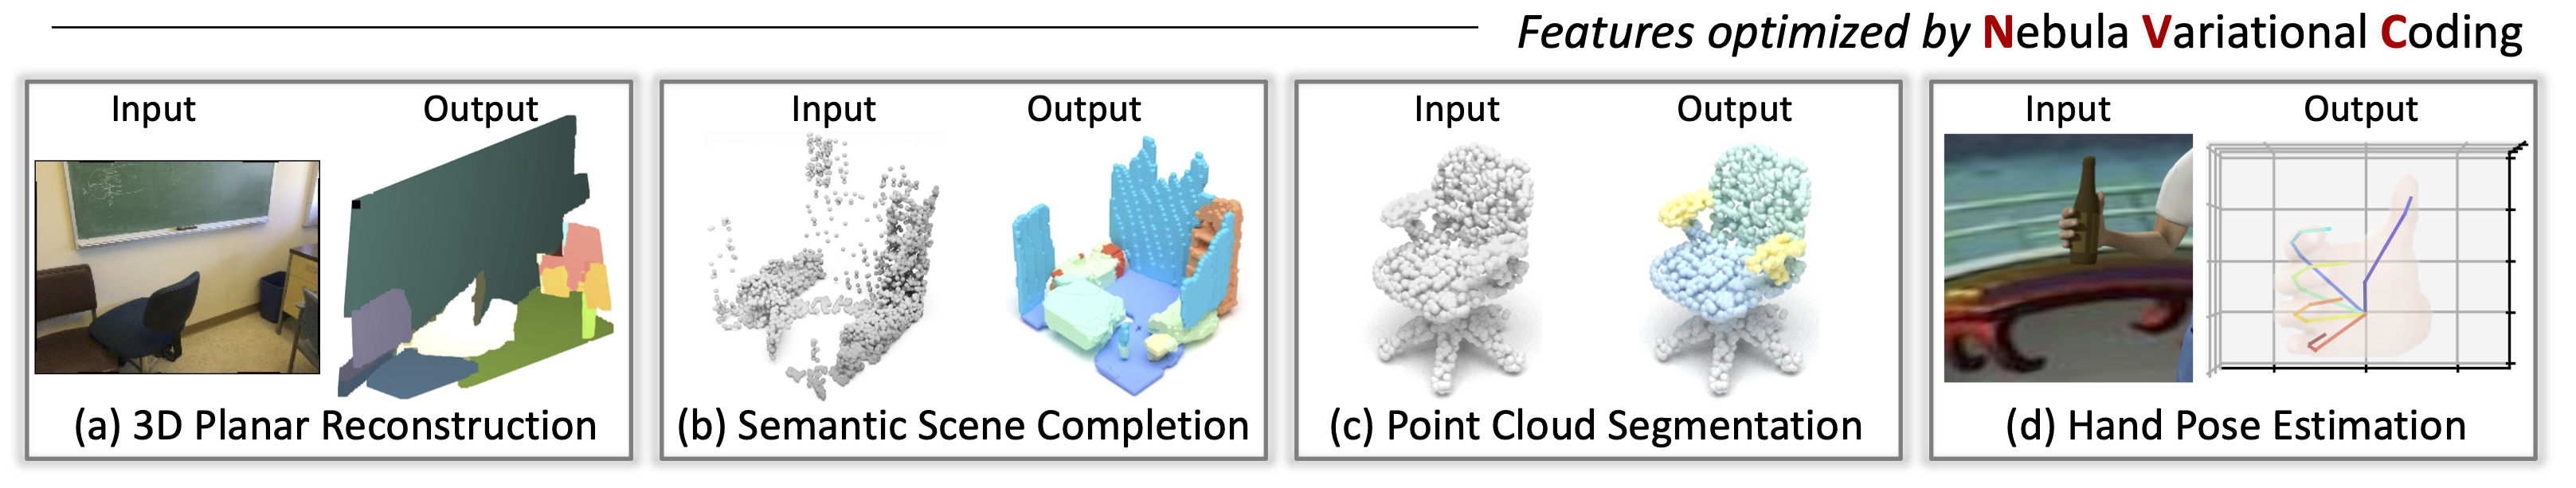 Features optimized by Nebula Variational Coding
Input Output
(a) 3D Planar Reconstruction
Input Output
(b) Semantic Scene Completion
Input Output
(c) Point Cloud Segmentation
Input Output
(d) Hand Pose Estimation